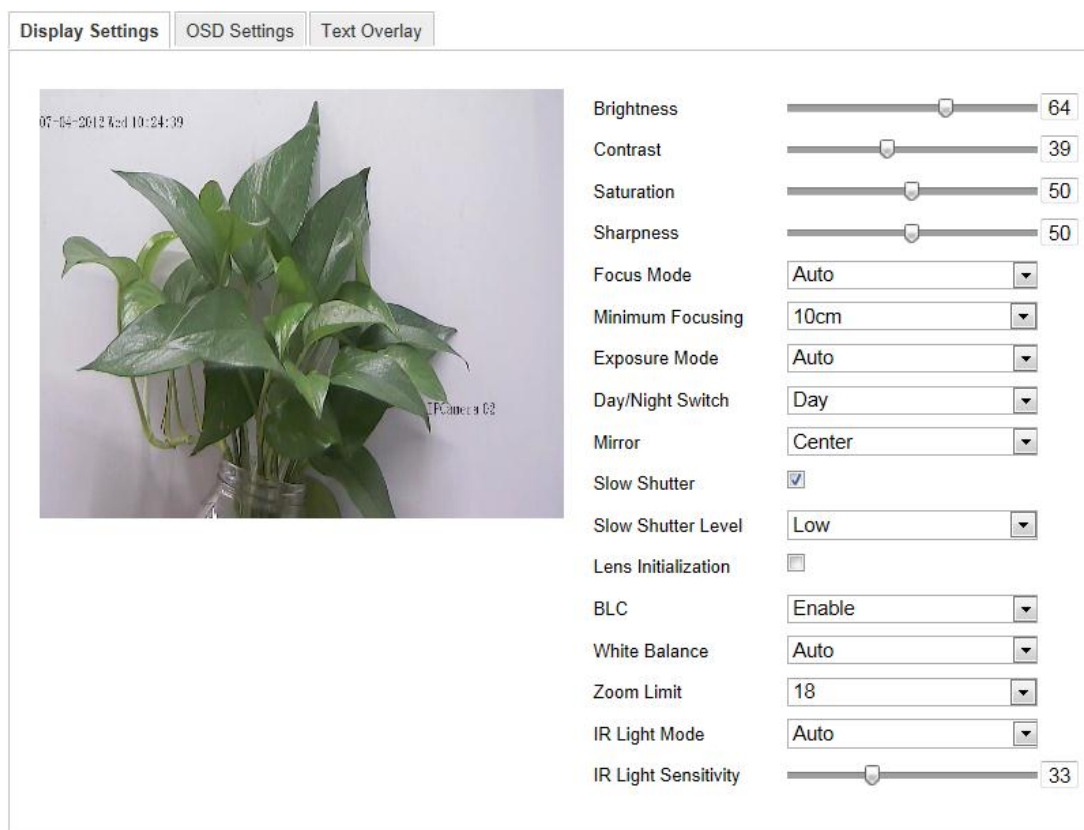 Display Settings
OSD Settings
Text Overlay
07-04-2012 Wed 10:24:39
IPCamera 02
Brightness 64
Contrast 39
Saturation 50
Sharpness 50
Focus Mode Auto
Minimum Focusing 10cm
Exposure Mode Auto
Day/Night Switch Day
Mirror Center
Slow Shutter
Slow Shutter Level Low
Lens Initialization
BLC Enable
White Balance Auto
Zoom Limit 18
IR Light Mode Auto
IR Light Sensitivity 33